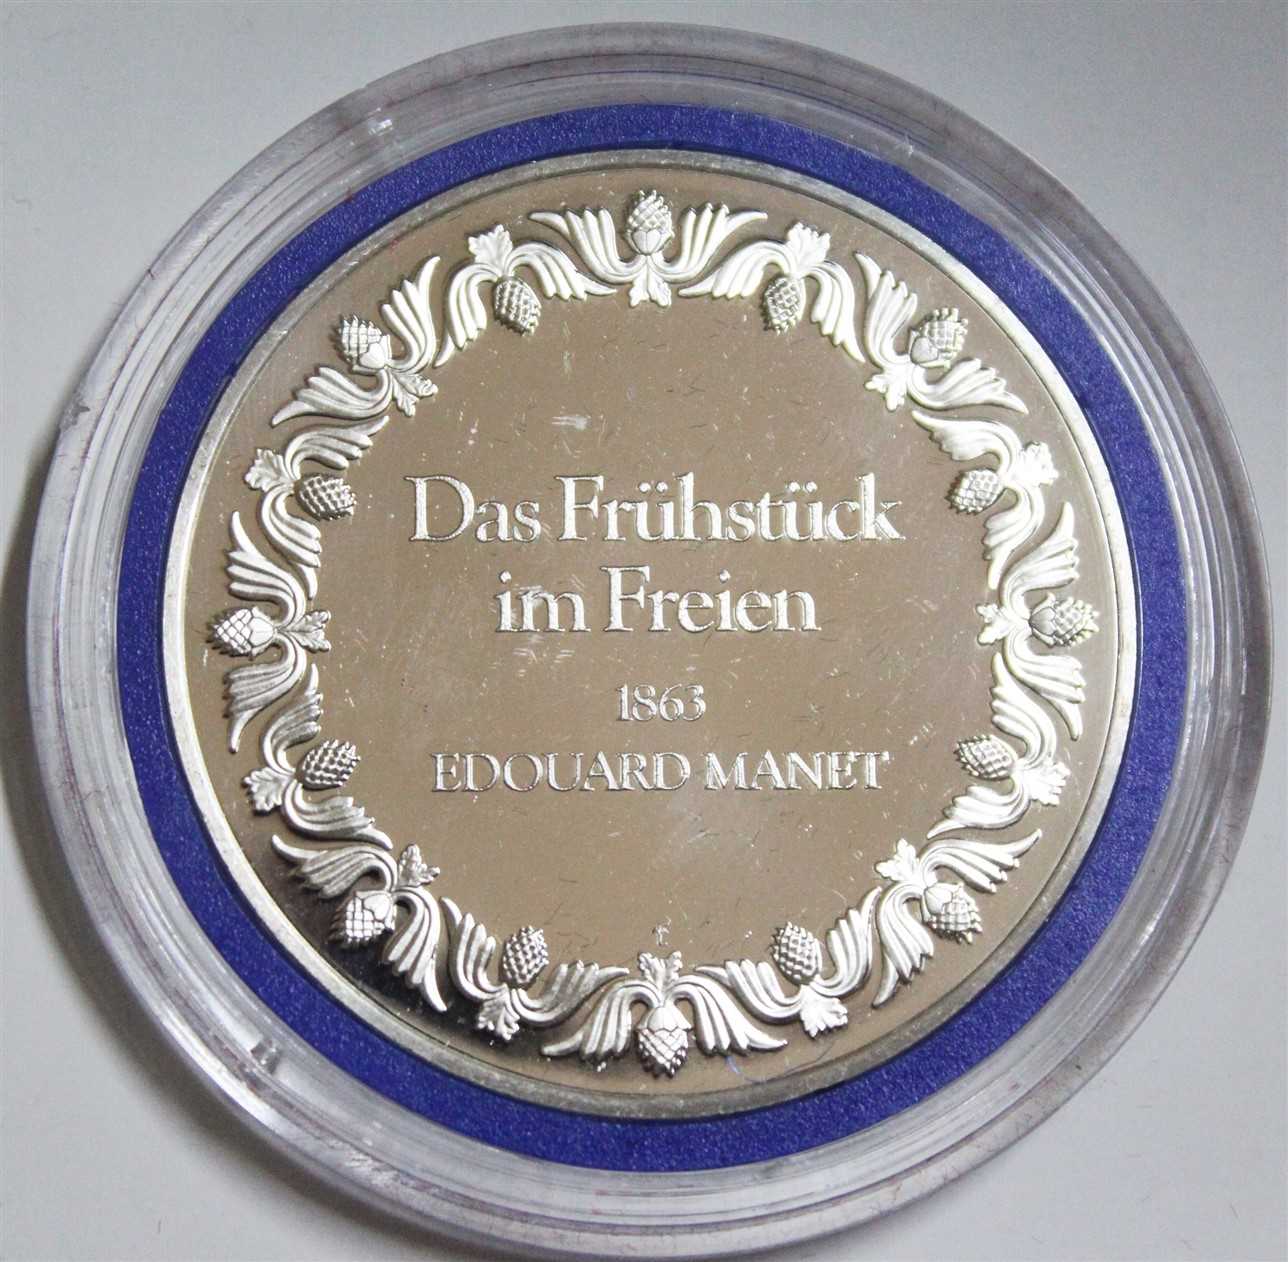 Das Frühstück
im Freien
1863
EDOUARD MANET